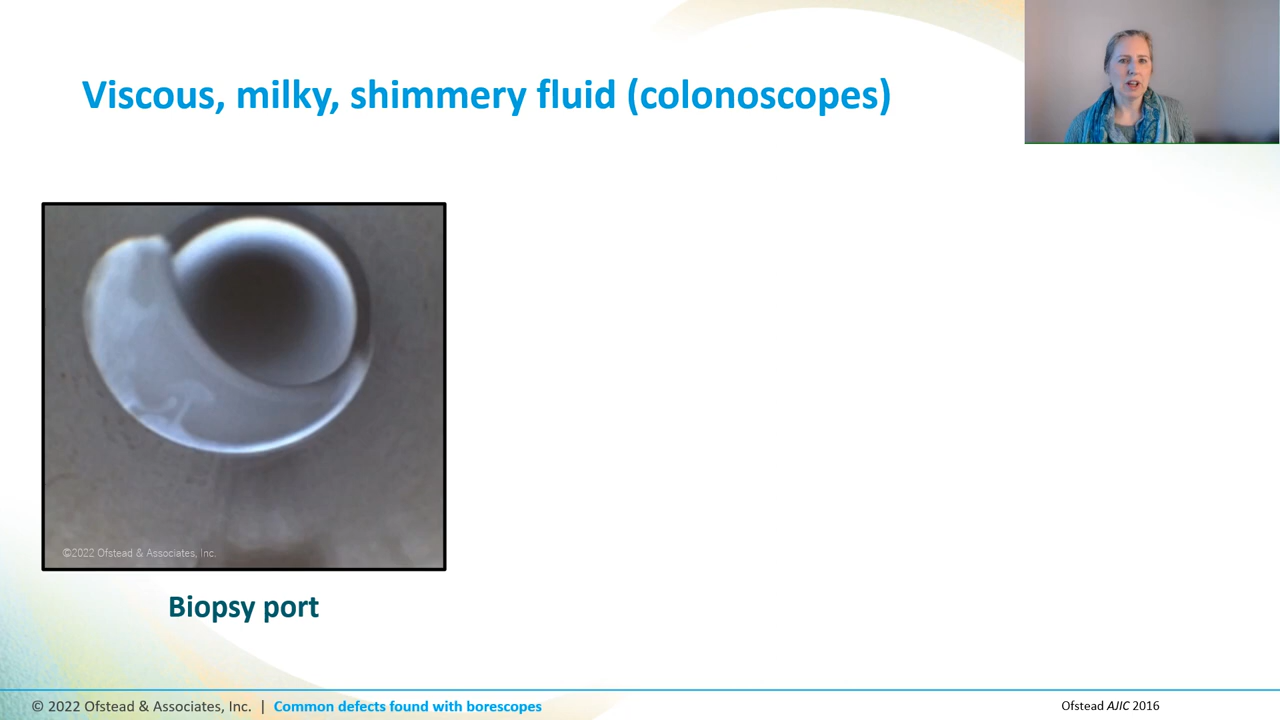 Viscous, milky, shimmery fluid (colonoscopes)
©2022 Ofstead & Associates, Inc.
Biopsy port
© 2022 Ofstead & Associates, Inc. | Common defects found with borescopes
Ofstead AJIC 2016